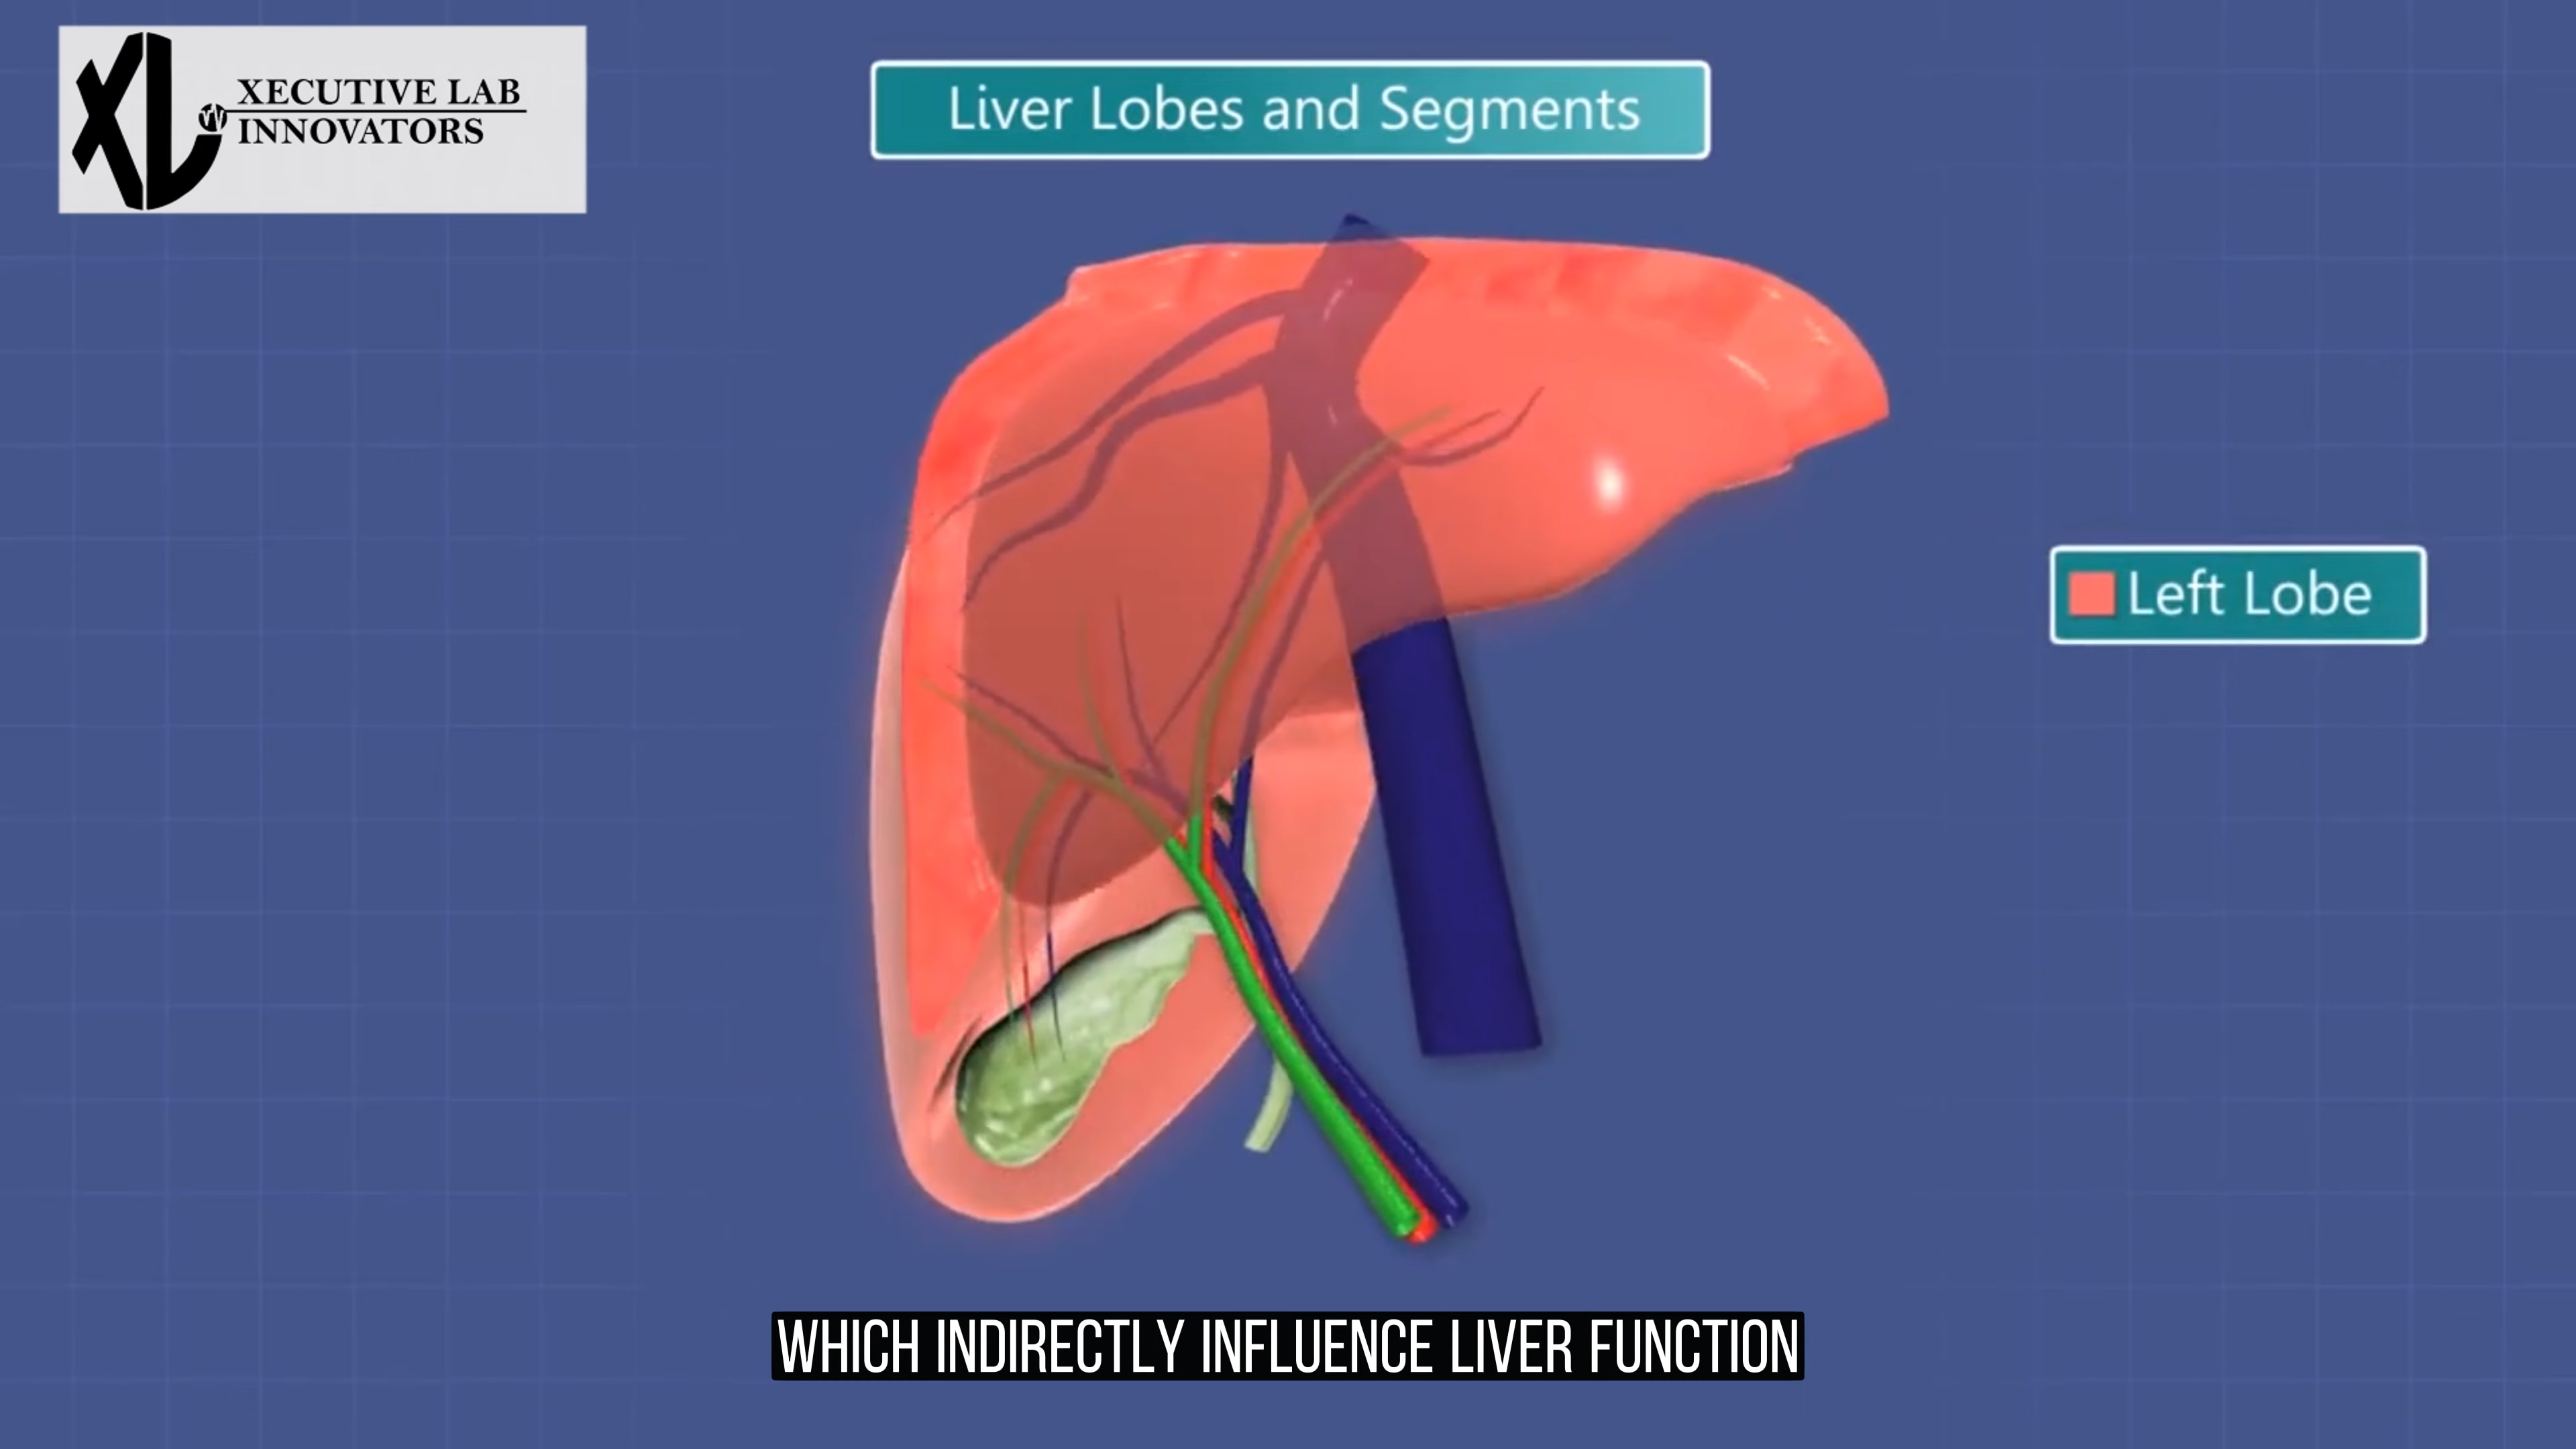 XECUTIVE LAB
INNOVATORS
Liver Lobes and Segments
Left Lobe
WHICH INDIRECTLY INFLUENCE LIVER FUNCTION